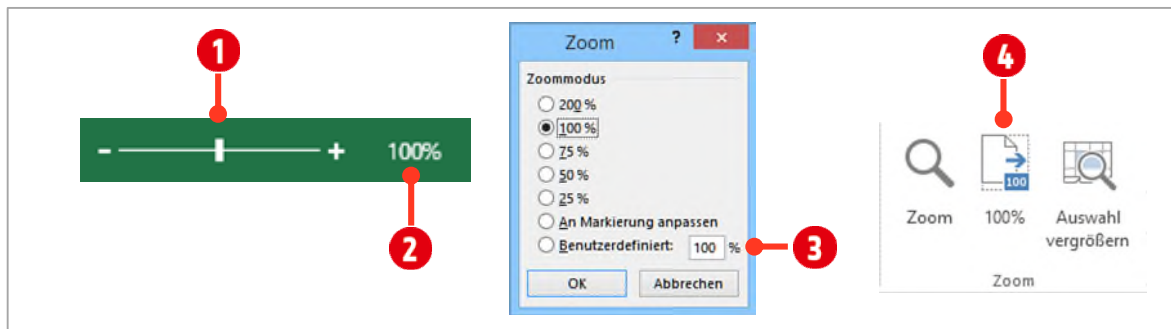 1
- + 100%
2
Zoom ? ×
Zoommodus
200 %
100 %
75 %
50 %
25 %
An Markierung anpassen
Benutzerdefiniert: 100 %
OK Abbrechen
3
4
100
Zoom 100% Auswahl
vergrößern
Zoom